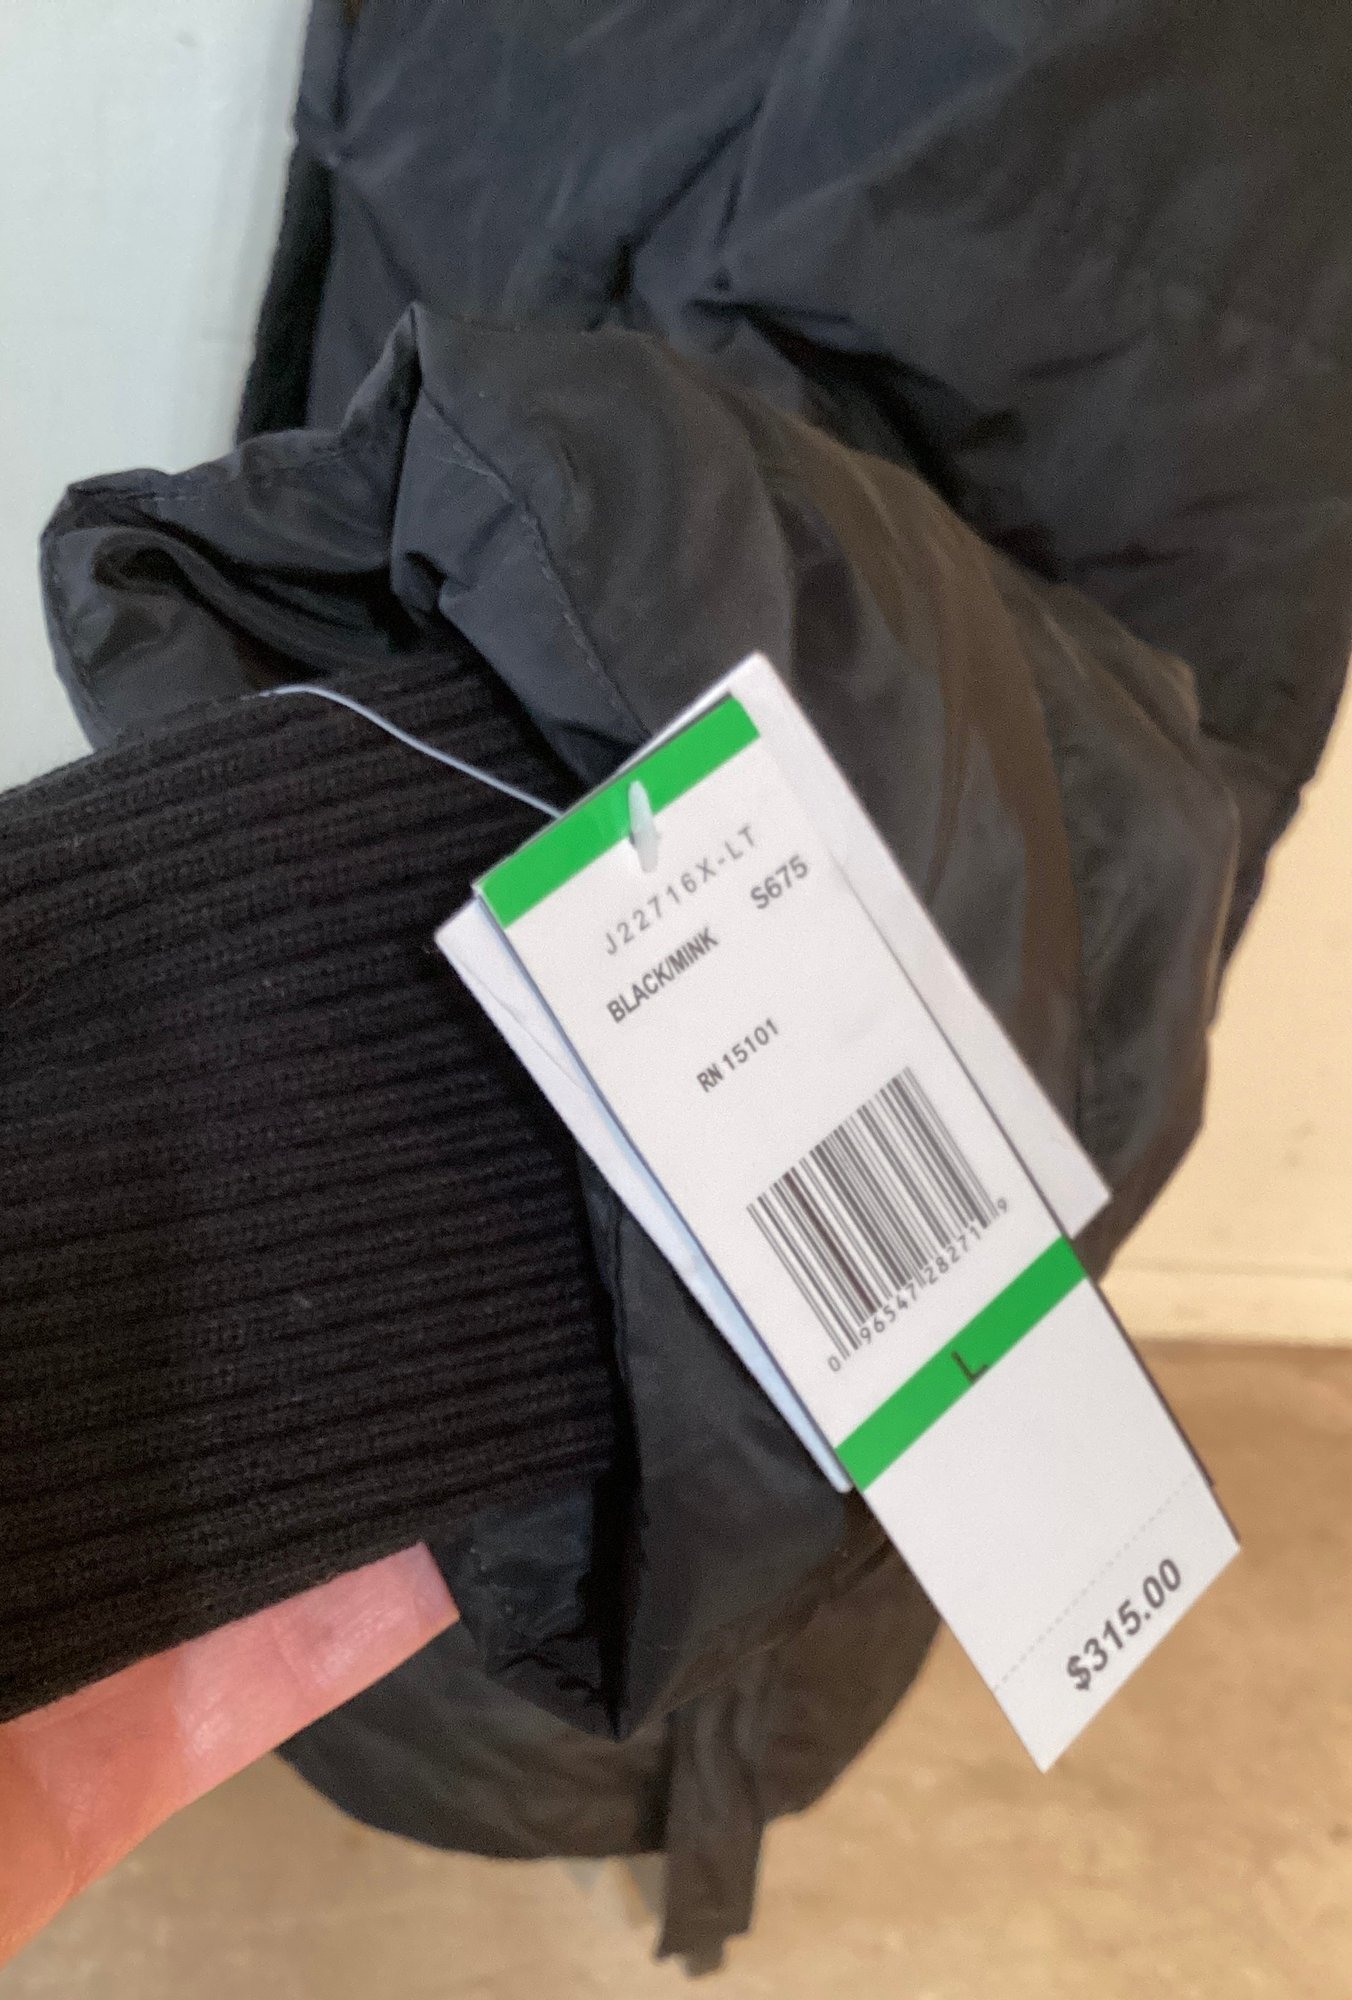 J22716X-LT
BLACK/MINK S675
RN 15101
0 96547 28271 9
L
$315.00